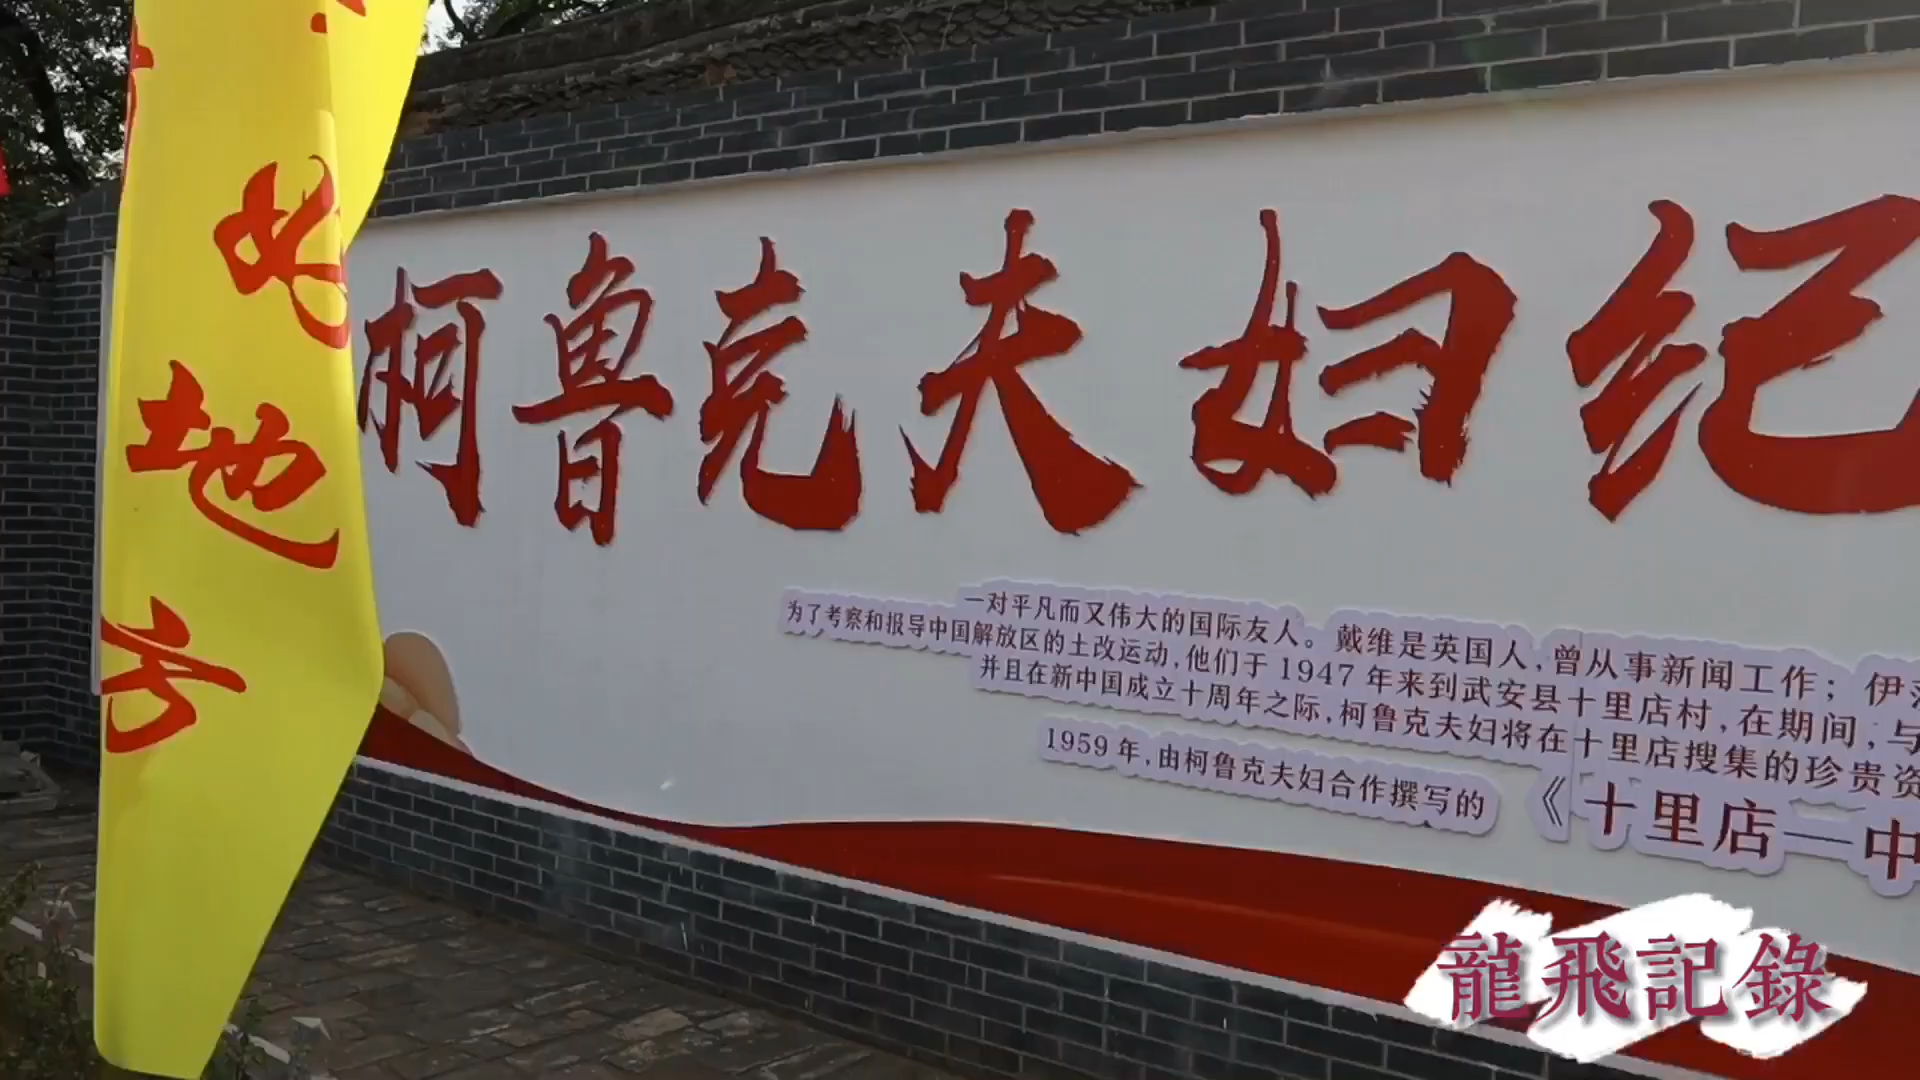 的
地
方
柯鲁克夫妇纪
一对平凡而又伟大的国际友人。戴维是英国人,曾从事新闻工作；伊
为了考察和报导中国解放区的土改运动,他们于1947年来到武安县十里店村,在期间,与
并且在新中国成立十周年之际,柯鲁克夫妇将在十里店搜集的珍贵资
1959年,由柯鲁克夫妇合作撰写的《十里店—中
龍飛記錄